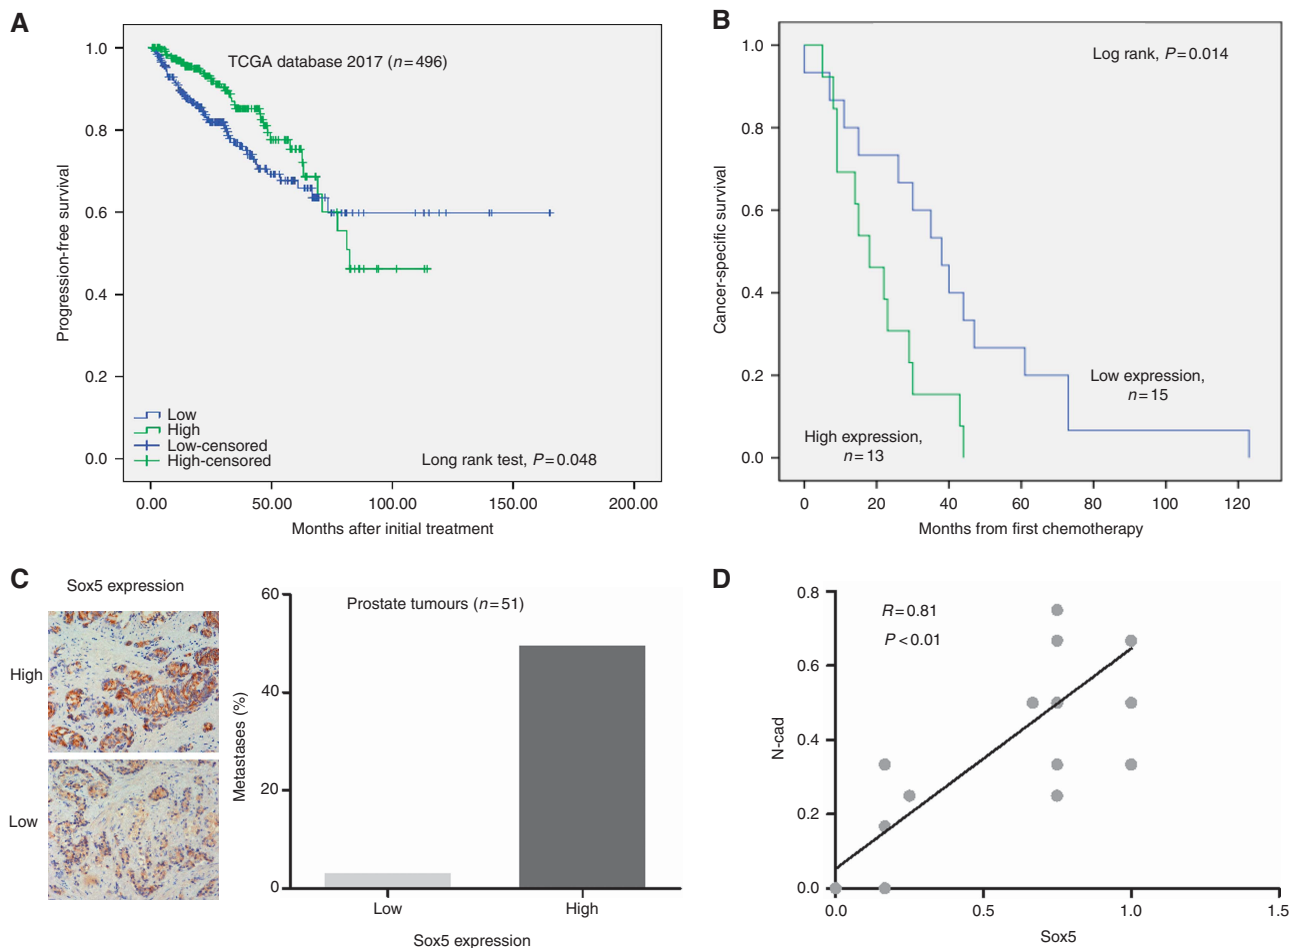 A
TCGA database 2017 (n=496)
Progression-free survival
1.0
0.8
0.6
0.4
0.2
0.0
Low
High
Low-censored
High-censored
Long rank test, P=0.048
0.00
50.00
100.00
150.00
200.00
Months after initial treatment
B
Log rank, P=0.014
Cancer-specific survival
1.0
0.8
0.6
0.4
0.2
0.0
Low expression,
n=15
High expression,
n=13
0
20
40
60
80
100
120
Months from first chemotherapy
C
Sox5 expression
High
Low
Prostate tumours (n=51)
Metastases (%)
60
40
20
0
Low
High
Sox5 expression
D
R=0.81
P<0.01
N-cad
0.8
0.6
0.4
0.2
0.0
0.0
0.5
1.0
1.5
Sox5